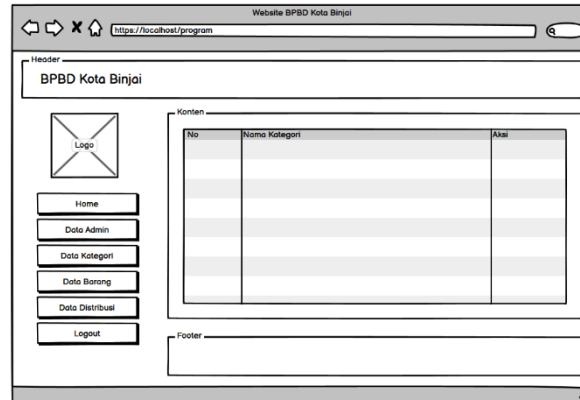 Website BPBD Kota Binjai
https://localhost/program
Header
BPBD Kota Binjai
Logo
Home
Data Admin
Data Kategori
Data Barang
Data Distribusi
Logout
Konten
No Nama Kategori Aksi
Footer